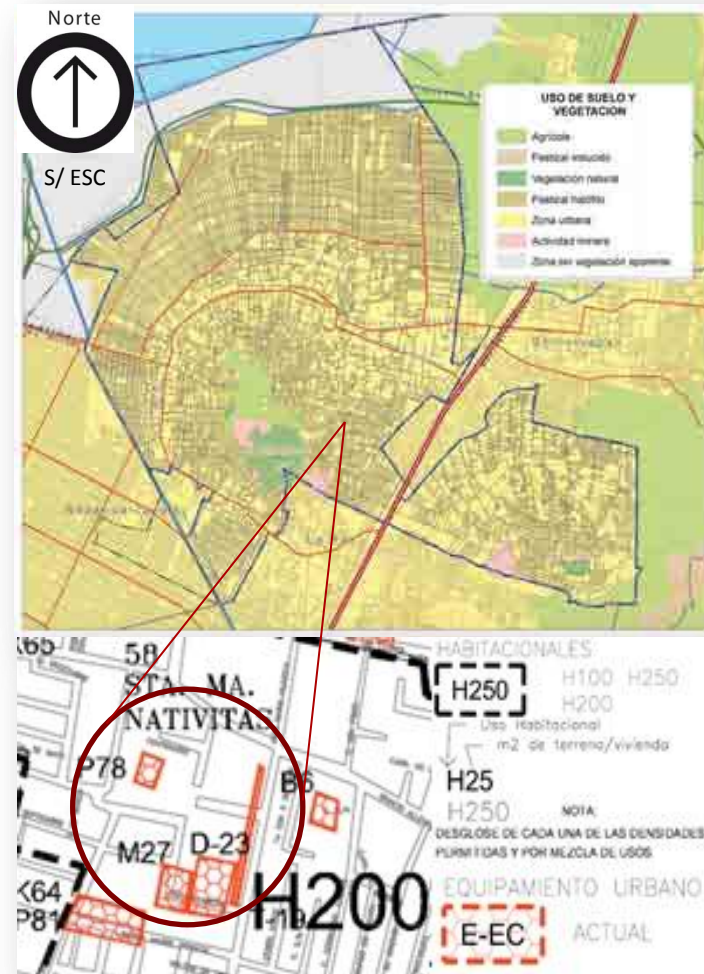 Norte
S/ ESC
USO DE SUELO Y
VEGETACION
Agrícola
Pastizal inducido
Vegetación natural
Pastizal halófilo
Zona urbana
Actividad minera
Zona sin vegetación aparente
K65
58
STA. MA.
NATIVITAS
P78
B6
M27
D-23
K64
P81
H200
19
HABITACIONALES
H250
H100 H250
H200
Uso Habitacional
m2 de terreno/vivienda
H25
H250
NOTA:
DESGLOSE DE CADA UNA DE LAS DENSIDADES
PERMITIDAS Y POR MEZCLA DE USOS
EQUIPAMIENTO URBANO
E-EC
ACTUAL